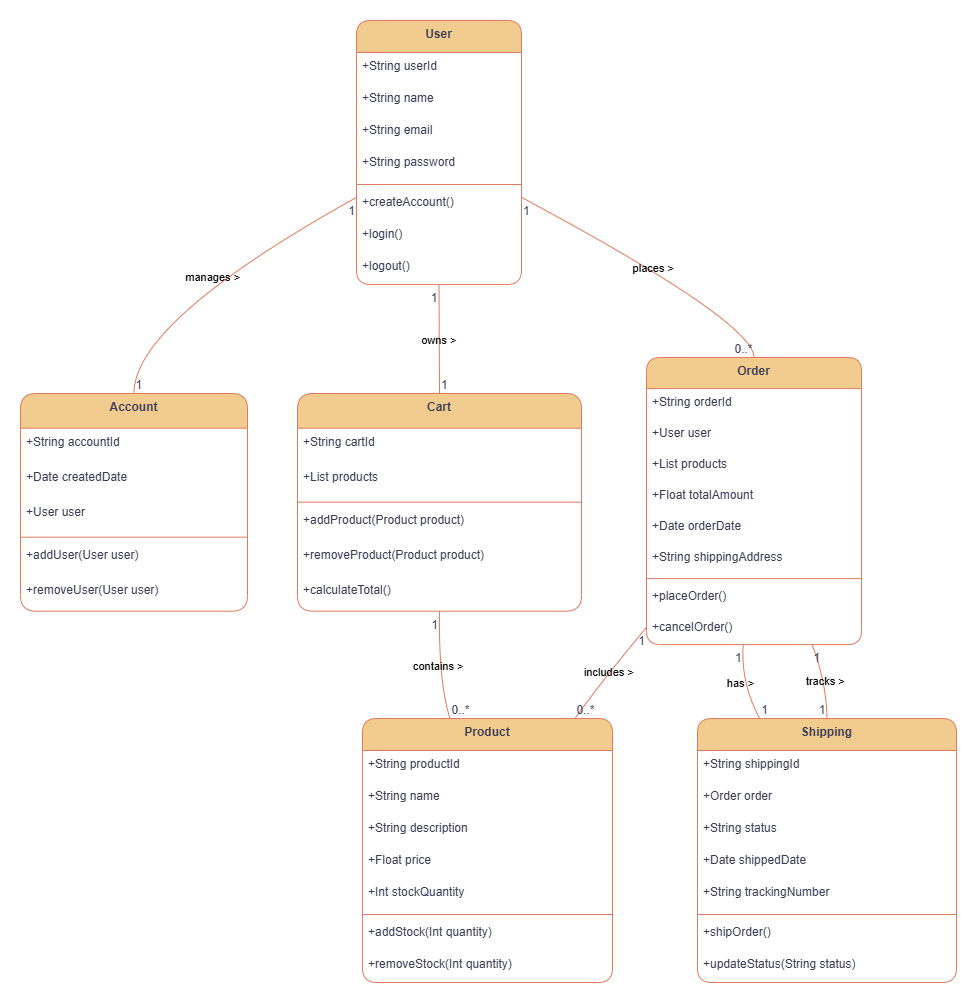 User
+String userId
+String name
+String email
+String password
+createAccount()
+login()
+logout()
1
1
manages >
places >
1
owns >
0..*
1
1
Account
+String accountId
+Date createdDate
+User user
+addUser(User user)
+removeUser(User user)
Cart
+String cartId
+List products
+addProduct(Product product)
+removeProduct(Product product)
+calculateTotal()
Order
+String orderId
+User user
+List products
+Float totalAmount
+Date orderDate
+String shippingAddress
+placeOrder()
+cancelOrder()
1
contains >
0..*
1
includes >
0..*
1
has >
1
1
tracks >
1
Product
+String productId
+String name
+String description
+Float price
+Int stockQuantity
+addStock(Int quantity)
+removeStock(Int quantity)
Shipping
+String shippingId
+Order order
+String status
+Date shippedDate
+String trackingNumber
+shipOrder()
+updateStatus(String status)